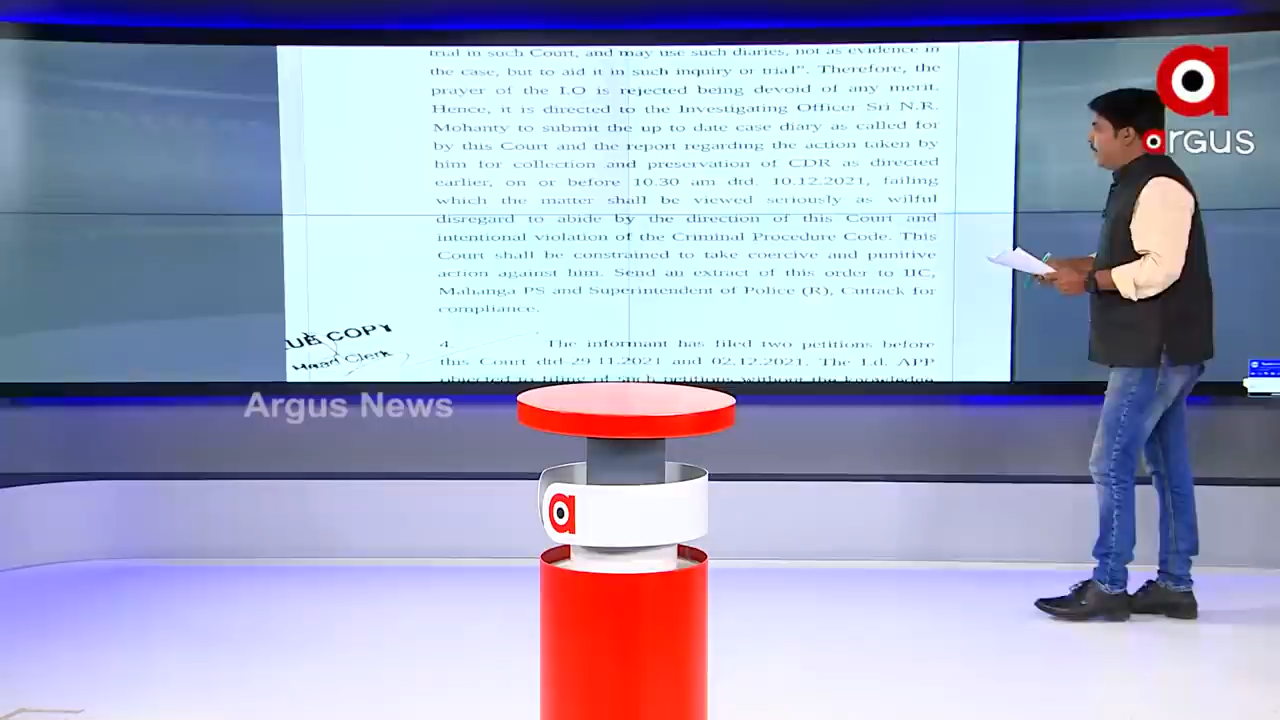 trial in such Court, and may use such diaries, not as evidence in
the case, but to aid it in such inquiry or trial". Therefore, the
prayer of the I.O is rejected being devoid of any merit.
Hence, it is directed to the Investigating Officer Sri N.R.
Mohanty to submit the up to date case diary as called for
by this Court and the report regarding the action taken by
him for collection and preservation of CDR as directed
earlier, on or before 10.30 am dtd. 10.12.2021, failing
which the matter shall be viewed seriously as wilful
disregard to abide by the direction of this Court and
intentional violation of the Criminal Procedure Code. This
Court shall be constrained to take coercive and punitive
action against him. Send an extract of this order to IIC,
Mahanga PS and Superintendent of Police (R), Cuttack for
compliance.
UE COPY
Head Clerk
4. The informant has filed two petitions before
this Court dtd 29.11.2021 and 02.12.2021. The Ld. APP
objected to filing of such petitions without the knowledge
a
argus
Argus News
a